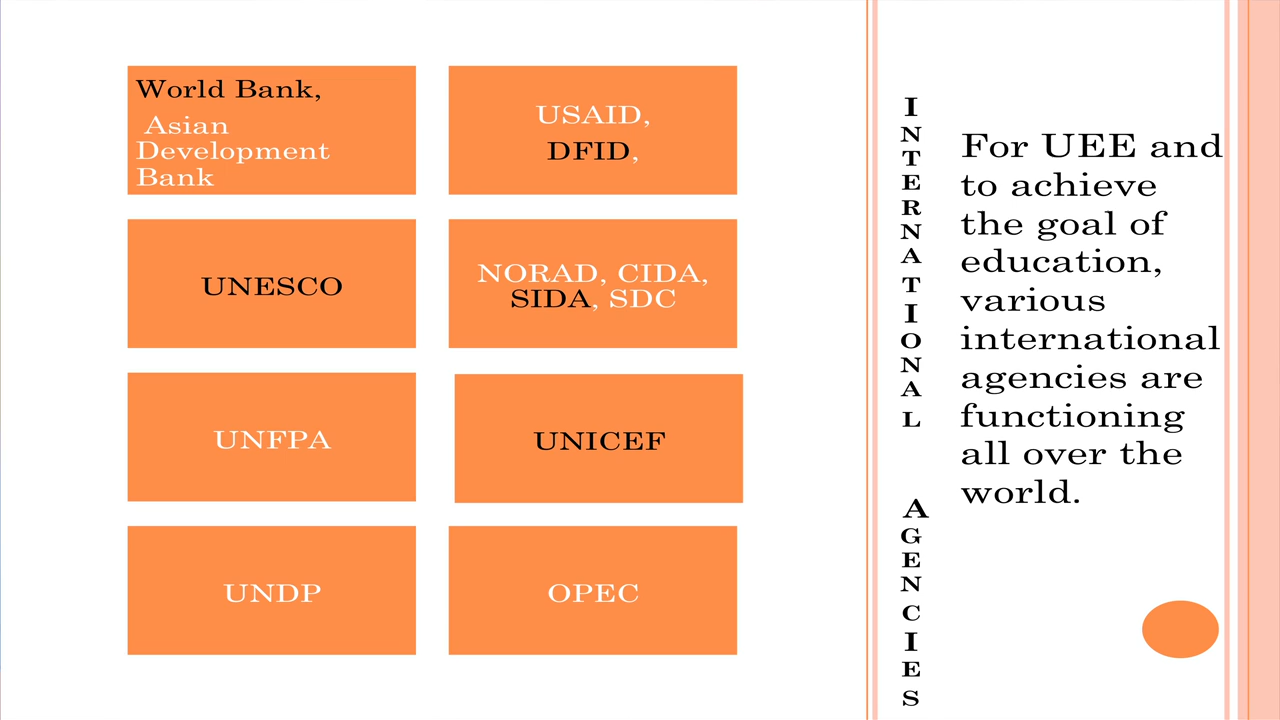 World Bank,
Asian
Development
Bank
USAID,
DFID,
UNESCO
NORAD, CIDA,
SIDA, SDC
UNFPA
UNICEF
UNDP
OPEC
INTERNATIONAL AGENCIES
For UEE and
to achieve
the goal of
education,
various
international
agencies are
functioning
all over the
world.